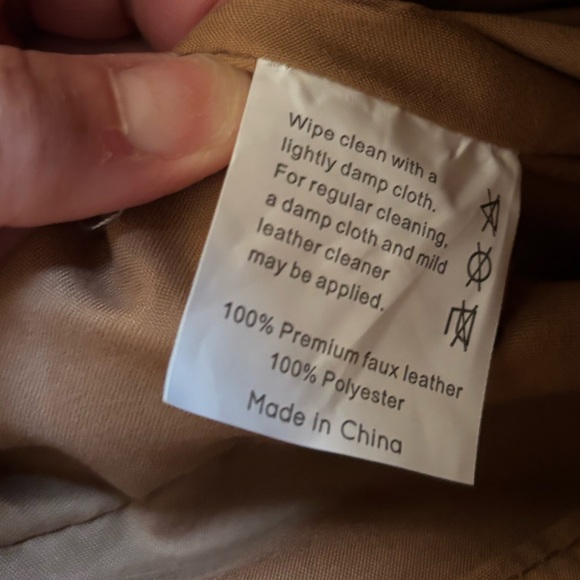 Wipe clean with a
lightly damp cloth.
For regular cleaning,
a damp cloth and mild
leather cleaner
may be applied.
100% Premium faux leather
100% Polyester
Made in China